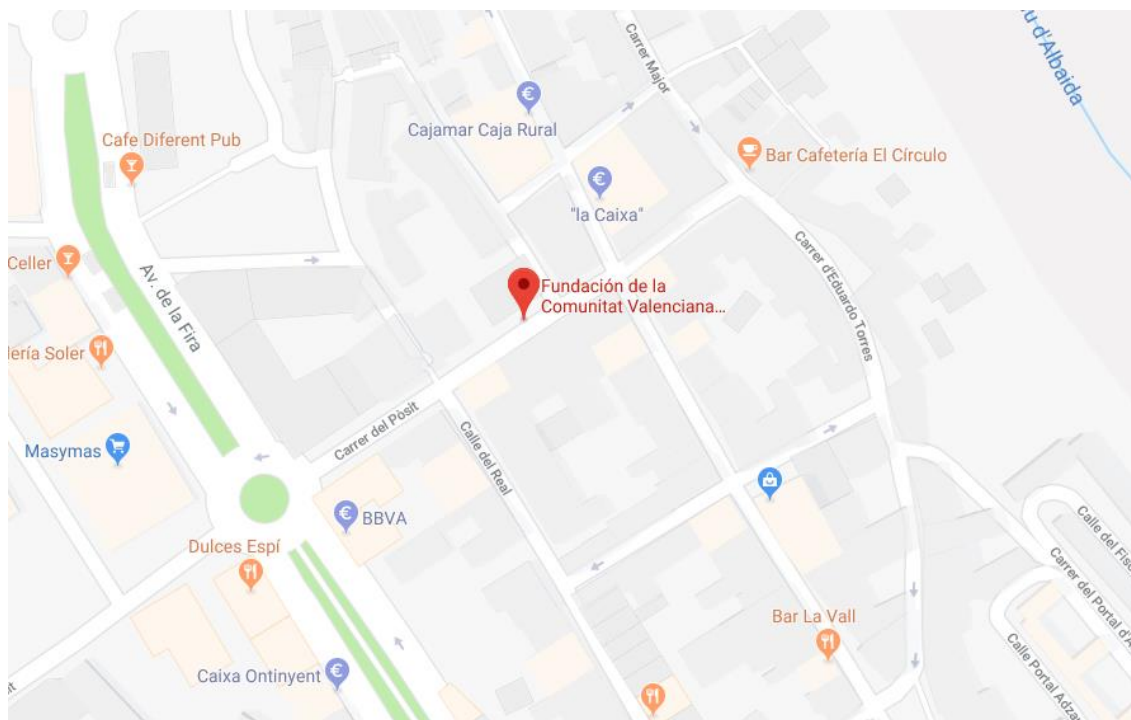 u d'Albaida
Carrer Major
Cajamar Caja Rural
Cafe Diferent Pub
Bar Cafetería El Círculo
"la Caixa"
Celler
Av. de la Fira
Carrer d'Eduardo Torres
Fundación de la
Comunitat Valenciana...
lería Soler
Carrer del Pòsit
Calle del Real
Masymas
BBVA
Dulces Espí
Calle del Fisc
Carrer del Portal d'A
Bar La Vall
Calle Portal Adza
Caixa Ontinyent
òsit